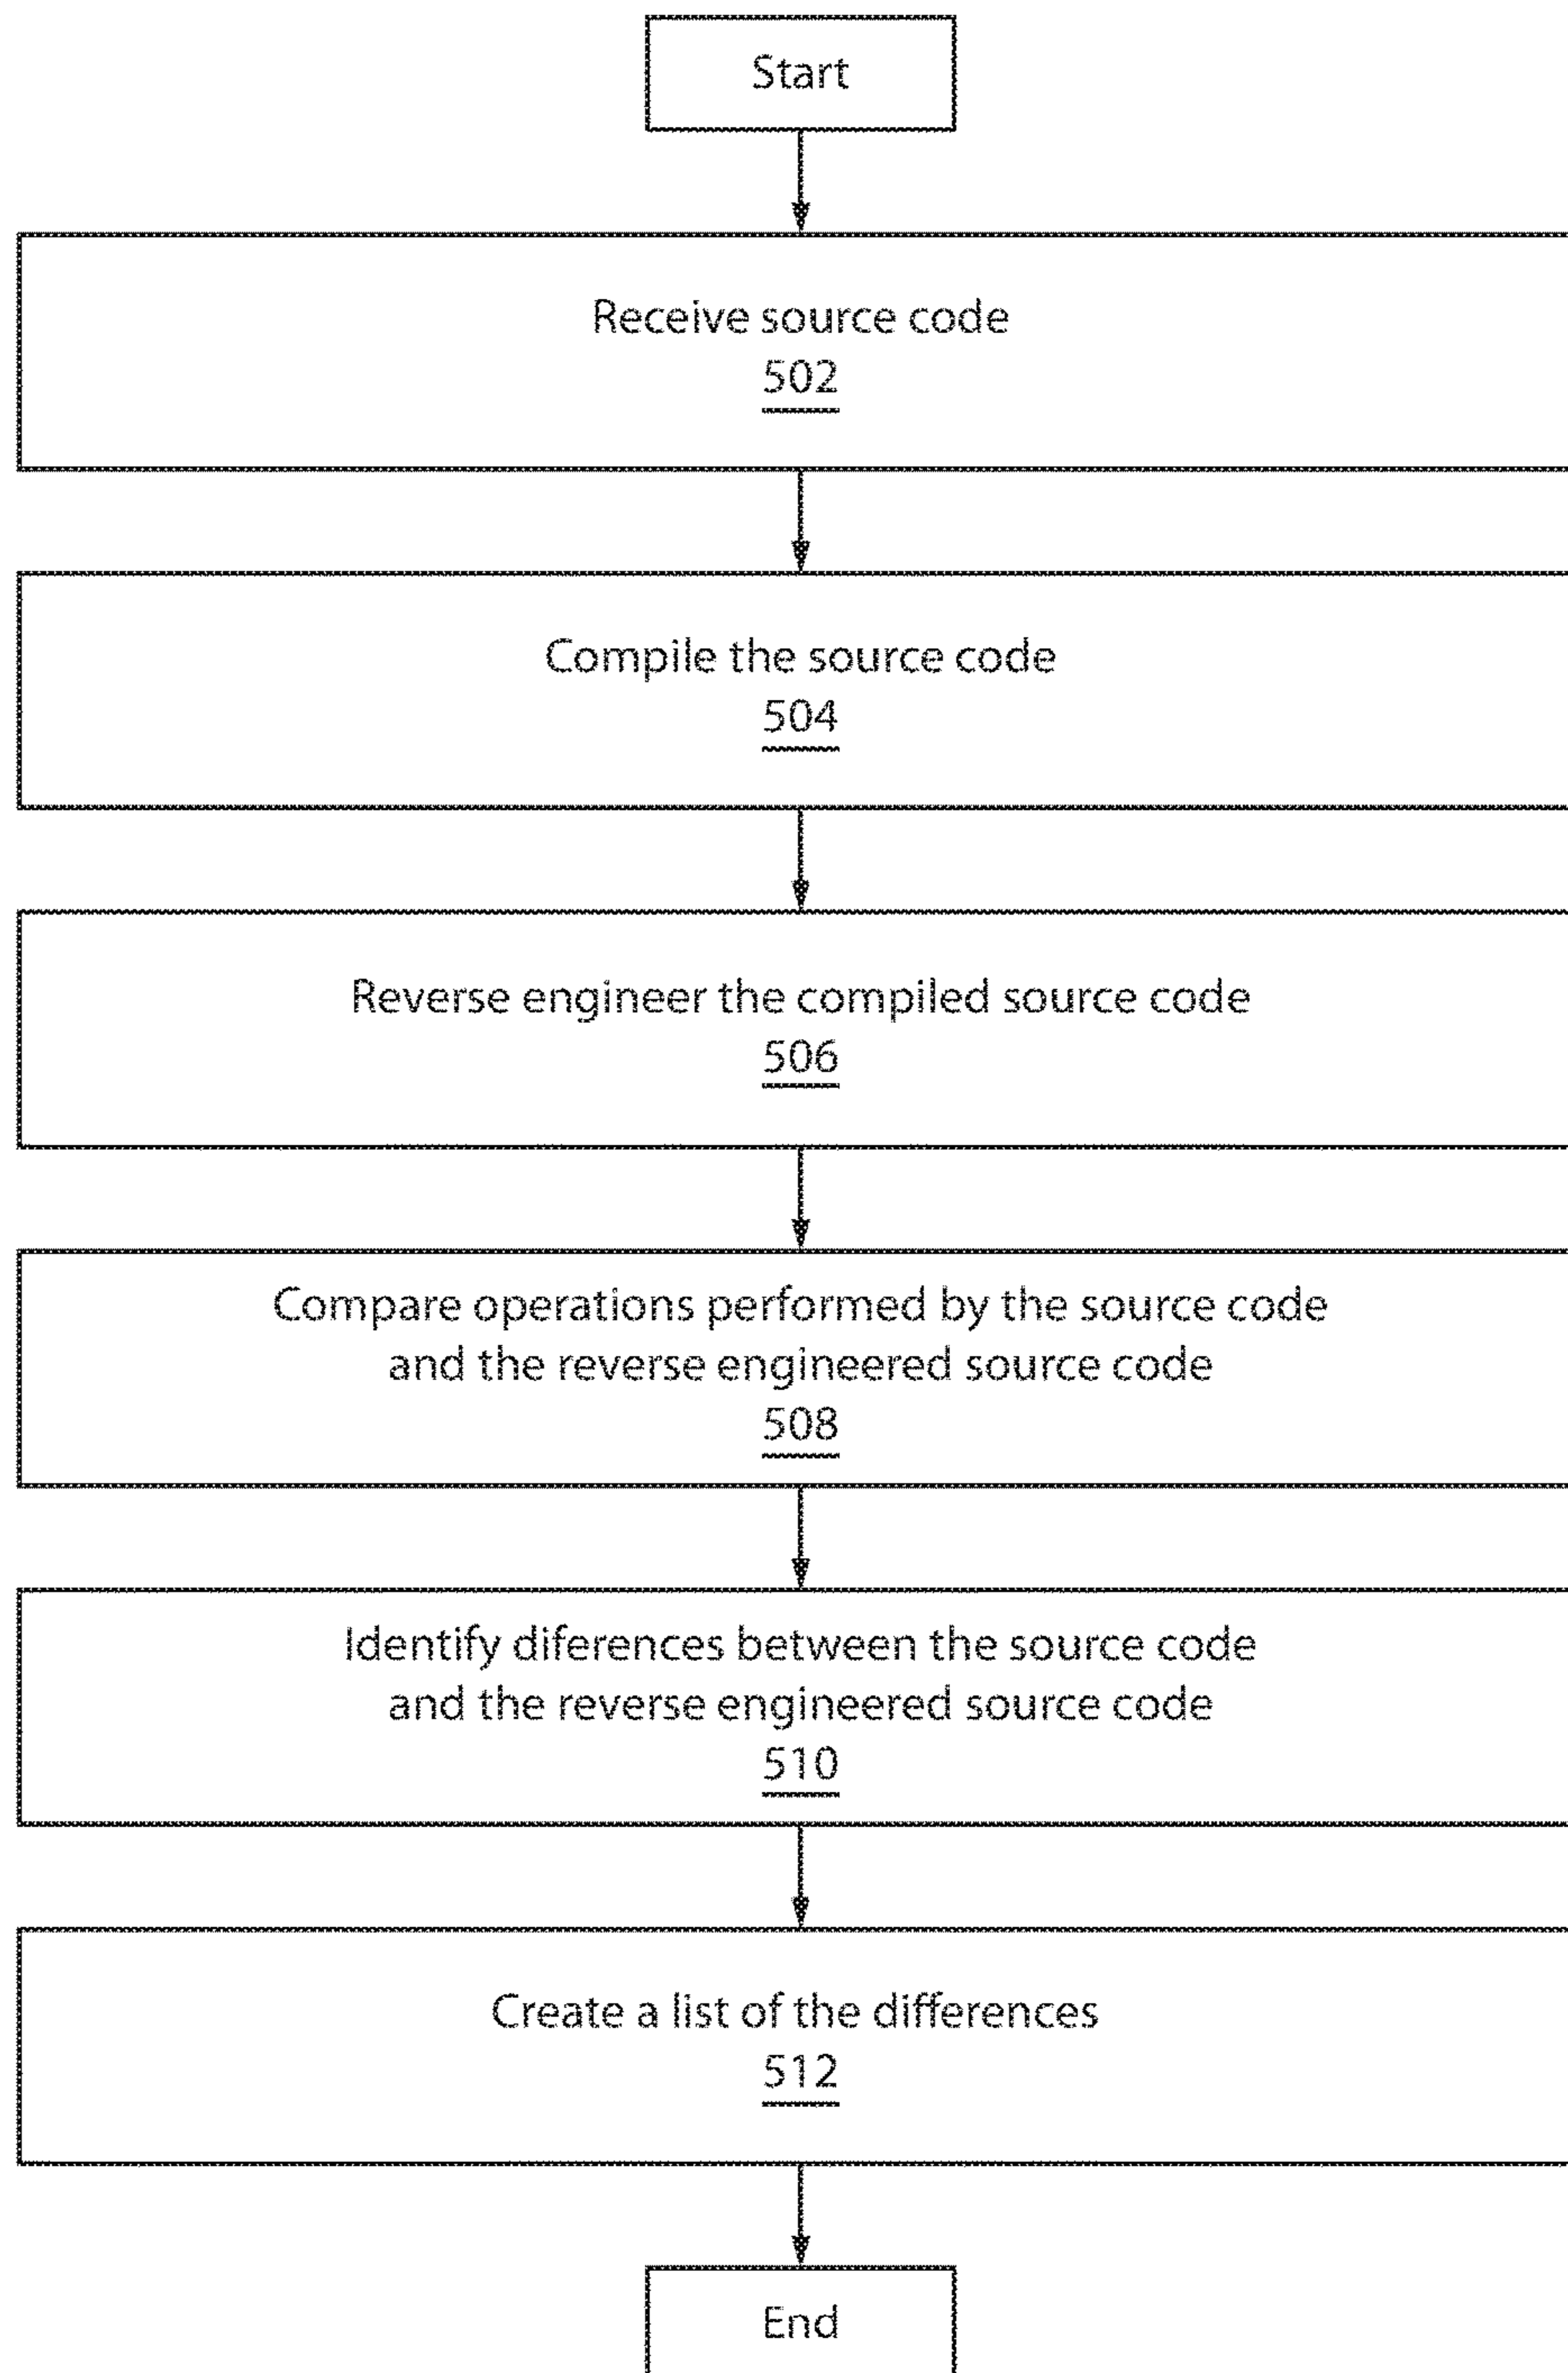 Start
Receive source code
502
Compile the source code
504
Reverse engineer the compiled source code
506
Compare operations performed by the source code
and the reverse engineered source code
508
Identify diferences between the source code
and the reverse engineered source code
510
Create a list of the differences
512
End